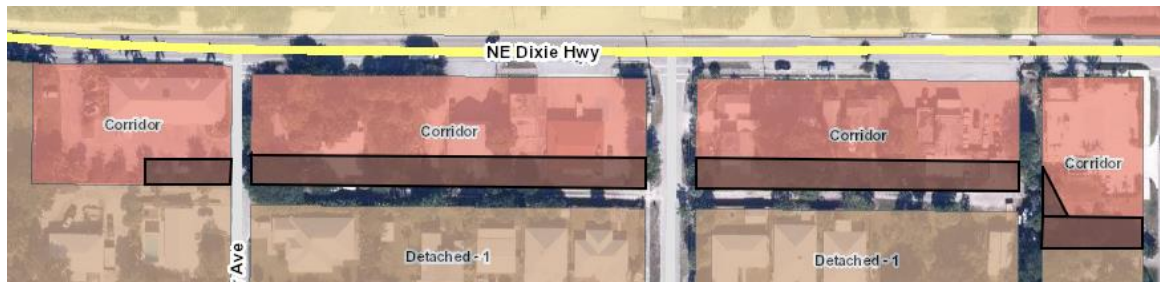 NE Dixie Hwy
Corridor
Corridor
Corridor
Corridor
Detached - 1
Detached - 1
Ave